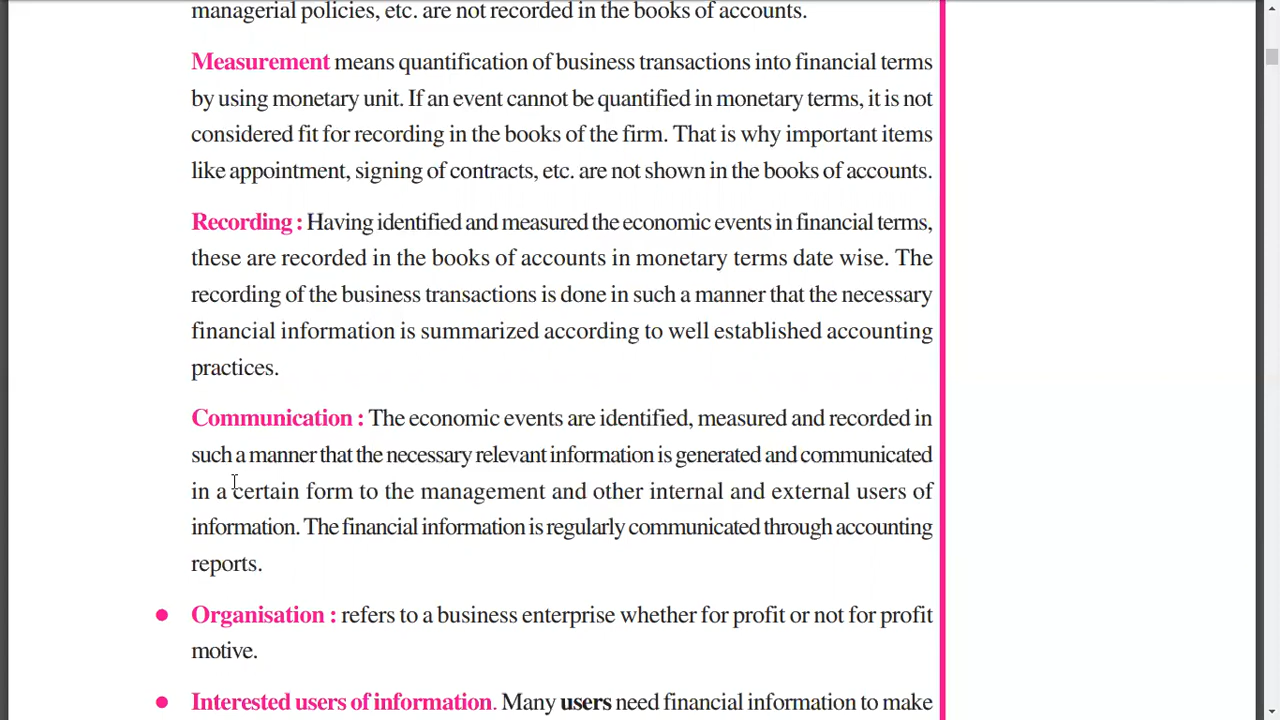 managerial policies, etc. are not recorded in the books of accounts.
Measurement means quantification of business transactions into financial terms
by using monetary unit. If an event cannot be quantified in monetary terms, it is not
considered fit for recording in the books of the firm. That is why important items
like appointment, signing of contracts, etc. are not shown in the books of accounts.
Recording : Having identified and measured the economic events in financial terms,
these are recorded in the books of accounts in monetary terms date wise. The
recording of the business transactions is done in such a manner that the necessary
financial information is summarized according to well established accounting
practices.
Communication : The economic events are identified, measured and recorded in
such a manner that the necessary relevant information is generated and communicated
in a certain form to the management and other internal and external users of
information. The financial information is regularly communicated through accounting
reports.
● Organisation : refers to a business enterprise whether for profit or not for profit
motive.
● Interested users of information. Many users need financial information to make